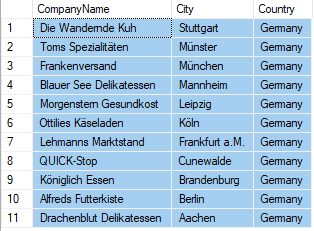 CompanyName City Country
1 Die Wandernde Kuh Stuttgart Germany
2 Toms Spezialitäten Münster Germany
3 Frankenversand München Germany
4 Blauer See Delikatessen Mannheim Germany
5 Morgenstern Gesundkost Leipzig Germany
6 Ottilies Käseladen Köln Germany
7 Lehmanns Marktstand Frankfurt a.M. Germany
8 QUICK-Stop Cunewalde Germany
9 Königlich Essen Brandenburg Germany
10 Alfreds Futterkiste Berlin Germany
11 Drachenblut Delikatessen Aachen Germany